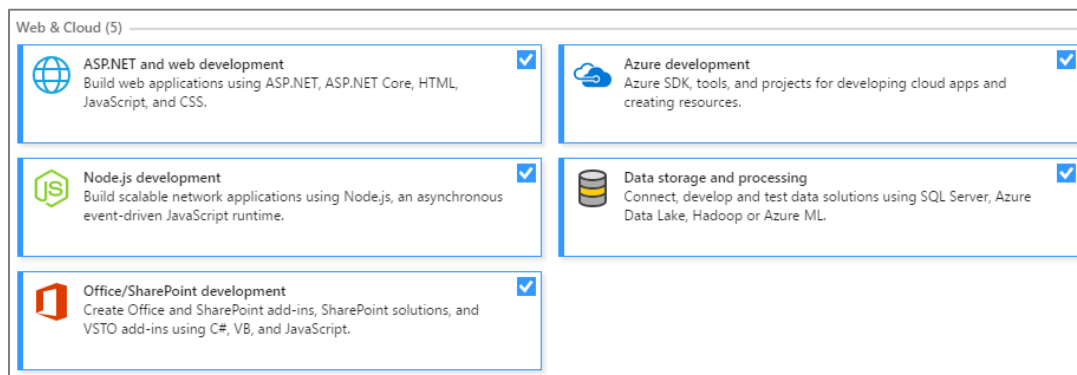 Web & Cloud (5)
ASP.NET and web development
Build web applications using ASP.NET, ASP.NET Core, HTML,
JavaScript, and CSS.
Azure development
Azure SDK, tools, and projects for developing cloud apps and
creating resources.
Node.js development
Build scalable network applications using Node.js, an asynchronous
event-driven JavaScript runtime.
Data storage and processing
Connect, develop and test data solutions using SQL Server, Azure
Data Lake, Hadoop or Azure ML.
Office/SharePoint development
Create Office and SharePoint add-ins, SharePoint solutions, and
VSTO add-ins using C#, VB, and JavaScript.
JS